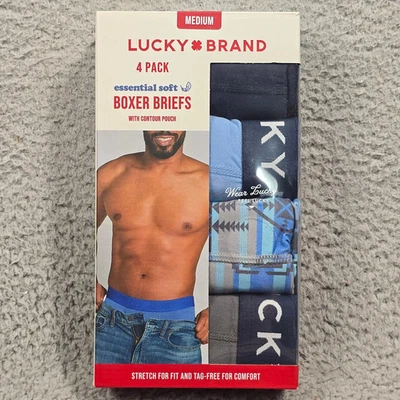 MEDIUM
LUCKY BRAND
4 PACK
essential soft
BOXER BRIEFS
WITH CONTOUR POUCH
KY
Wear Lucky
CK
STRETCH FOR FIT AND TAG-FREE FOR COMFORT